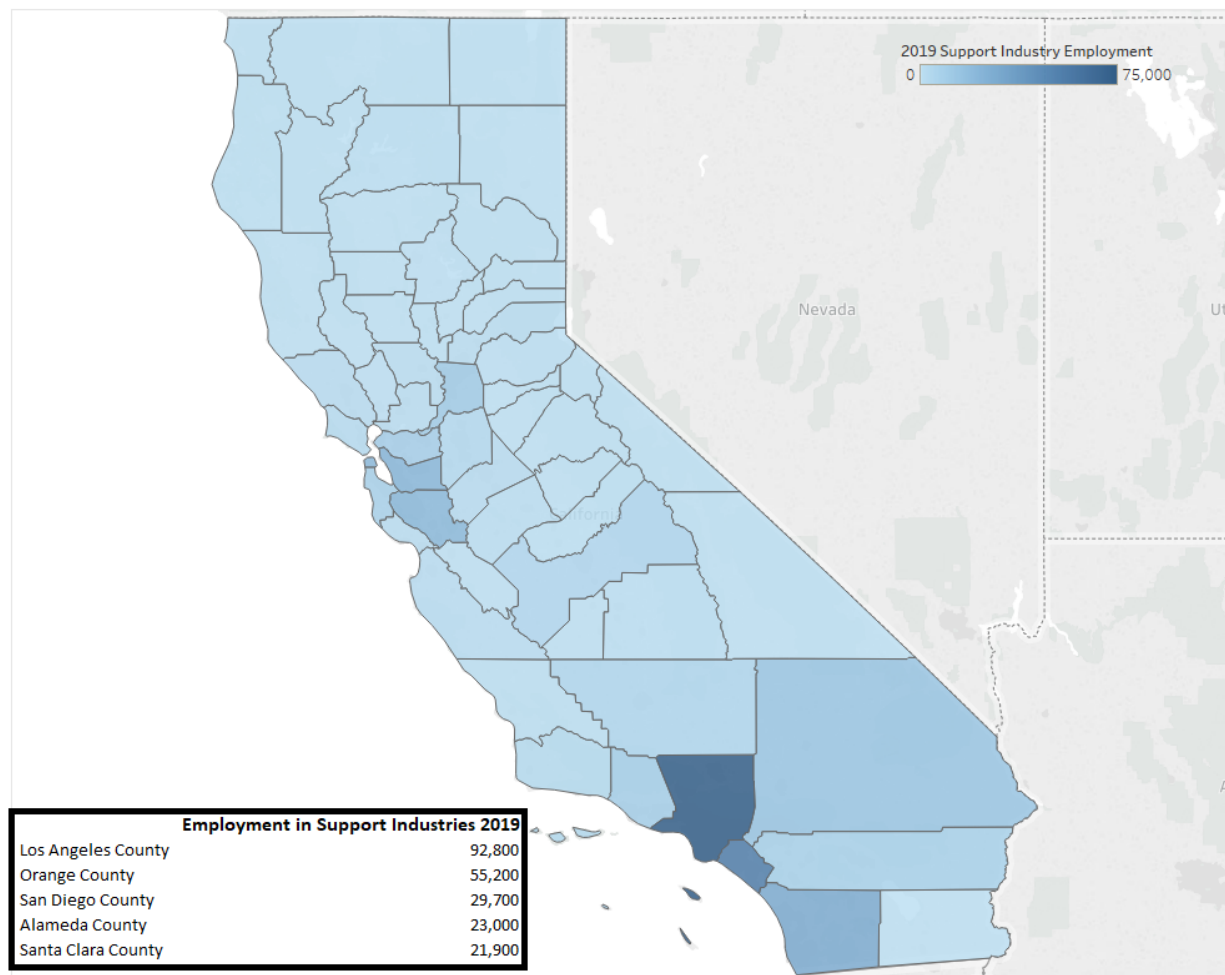 2019 Support Industry Employment
0 75,000
Nevada
California
Employment in Support Industries 2019
Los Angeles County 92,800
Orange County 55,200
San Diego County 29,700
Alameda County 23,000
Santa Clara County 21,900